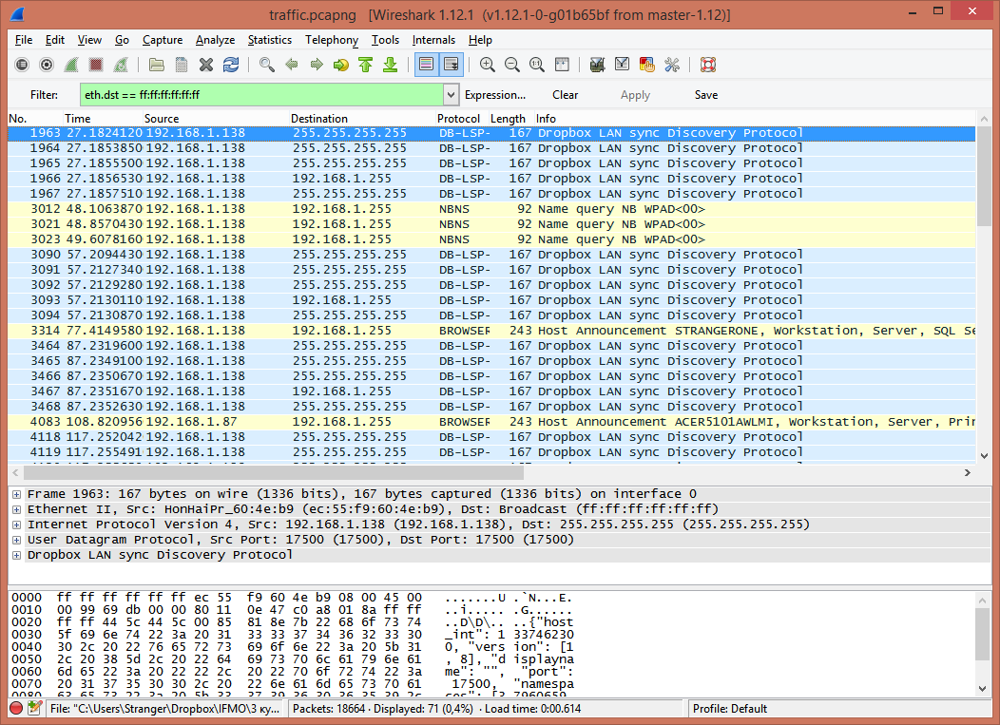 traffic.pcapng [Wireshark 1.12.1 (v1.12.1-0-g01b65bf from master-1.12)]
File Edit View Go Capture Analyze Statistics Telephony Tools Internals Help
Filter: eth.dst == ff:ff:ff:ff:ff:ff Expression... Clear Apply Save
No. Time Source Destination Protocol Length Info
1963 27.1824120 192.168.1.138 255.255.255.255 DB-LSP- 167 Dropbox LAN sync Discovery Protocol
1964 27.1853850 192.168.1.138 255.255.255.255 DB-LSP- 167 Dropbox LAN sync Discovery Protocol
1965 27.1855500 192.168.1.138 255.255.255.255 DB-LSP- 167 Dropbox LAN sync Discovery Protocol
1966 27.1856530 192.168.1.138 192.168.1.255 DB-LSP- 167 Dropbox LAN sync Discovery Protocol
1967 27.1857510 192.168.1.138 255.255.255.255 DB-LSP- 167 Dropbox LAN sync Discovery Protocol
3012 48.1063870 192.168.1.138 192.168.1.255 NBNS 92 Name query NB WPAD<00>
3021 48.8570430 192.168.1.138 192.168.1.255 NBNS 92 Name query NB WPAD<00>
3023 49.6078160 192.168.1.138 192.168.1.255 NBNS 92 Name query NB WPAD<00>
3090 57.2094430 192.168.1.138 255.255.255.255 DB-LSP- 167 Dropbox LAN sync Discovery Protocol
3091 57.2127340 192.168.1.138 255.255.255.255 DB-LSP- 167 Dropbox LAN sync Discovery Protocol
3092 57.2129280 192.168.1.138 255.255.255.255 DB-LSP- 167 Dropbox LAN sync Discovery Protocol
3093 57.2130110 192.168.1.138 192.168.1.255 DB-LSP- 167 Dropbox LAN sync Discovery Protocol
3094 57.2130870 192.168.1.138 255.255.255.255 DB-LSP- 167 Dropbox LAN sync Discovery Protocol
3314 77.4149580 192.168.1.138 192.168.1.255 BROWSER 243 Host Announcement STRANGERONE, Workstation, Server, SQL Se
3464 87.2319600 192.168.1.138 255.255.255.255 DB-LSP- 167 Dropbox LAN sync Discovery Protocol
3465 87.2349100 192.168.1.138 255.255.255.255 DB-LSP- 167 Dropbox LAN sync Discovery Protocol
3466 87.2350670 192.168.1.138 255.255.255.255 DB-LSP- 167 Dropbox LAN sync Discovery Protocol
3467 87.2351670 192.168.1.138 192.168.1.255 DB-LSP- 167 Dropbox LAN sync Discovery Protocol
3468 87.2352630 192.168.1.138 255.255.255.255 DB-LSP- 167 Dropbox LAN sync Discovery Protocol
4083 108.820956 192.168.1.87 192.168.1.255 BROWSER 243 Host Announcement ACER5101AWLMI, Workstation, Server, Prin
4118 117.252042 192.168.1.138 255.255.255.255 DB-LSP- 167 Dropbox LAN sync Discovery Protocol
4119 117.255491 192.168.1.138 255.255.255.255 DB-LSP- 167 Dropbox LAN sync Discovery Protocol
Frame 1963: 167 bytes on wire (1336 bits), 167 bytes captured (1336 bits) on interface 0
Ethernet II, Src: HonHaiPr_60:4e:b9 (ec:55:f9:60:4e:b9), Dst: Broadcast (ff:ff:ff:ff:ff:ff)
Internet Protocol Version 4, Src: 192.168.1.138 (192.168.1.138), Dst: 255.255.255.255 (255.255.255.255)
User Datagram Protocol, Src Port: 17500 (17500), Dst Port: 17500 (17500)
Dropbox LAN sync Discovery Protocol
0000 ff ff ff ff ff ff ec 55 f9 60 4e b9 08 00 45 00 .......U .`N...E.
0010 00 99 69 db 00 00 80 11 0e 47 c0 a8 01 8a ff ff ..i..... .G......
0020 ff ff 44 5c 44 5c 00 85 81 8e 7b 22 68 6f 73 74 ..D\D\.. ..{"host
0030 5f 69 6e 74 22 3a 20 31 33 33 37 34 36 32 33 30 _int": 1 33746230
0040 30 2c 20 22 76 65 72 73 69 6f 6e 22 3a 20 5b 31 0, "vers ion": [1
0050 2c 20 38 5d 2c 20 22 64 69 73 70 6c 61 79 6e 61 , 8], "d isplayna
0060 6d 65 22 3a 20 22 22 2c 20 22 70 6f 72 74 22 3a me": "", "port":
0070 20 31 37 35 30 30 2c 20 22 6e 61 6d 65 73 70 61 17500, "namespa
0080 63 65 73 22 3a 20 5b 33 37 39 36 30 36 35 39 2c ces": [3 7960659,
File: "C:\Users\Stranger\Dropbox\IFMO\3 ку... Packets: 18664 · Displayed: 71 (0,4%) · Load time: 0:00.614 Profile: Default